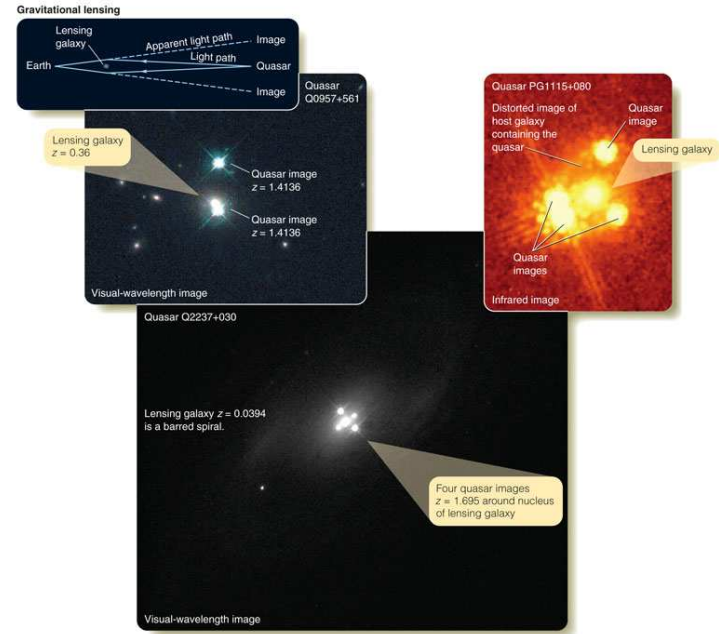 Gravitational lensing
Lensing
galaxy
Apparent light path
Image
Light path
Earth
Quasar
Image
Quasar
Q0957+561
Lensing galaxy
z = 0.36
Quasar image
z = 1.4136
Quasar image
z = 1.4136
Visual-wavelength image
Quasar PG1115+080
Distorted image of
host galaxy
containing the
quasar
Quasar
image
Lensing galaxy
Quasar
images
Infrared image
Quasar Q2237+030
Lensing galaxy z = 0.0394
is a barred spiral.
Four quasar images
z = 1.695 around nucleus
of lensing galaxy
Visual-wavelength image